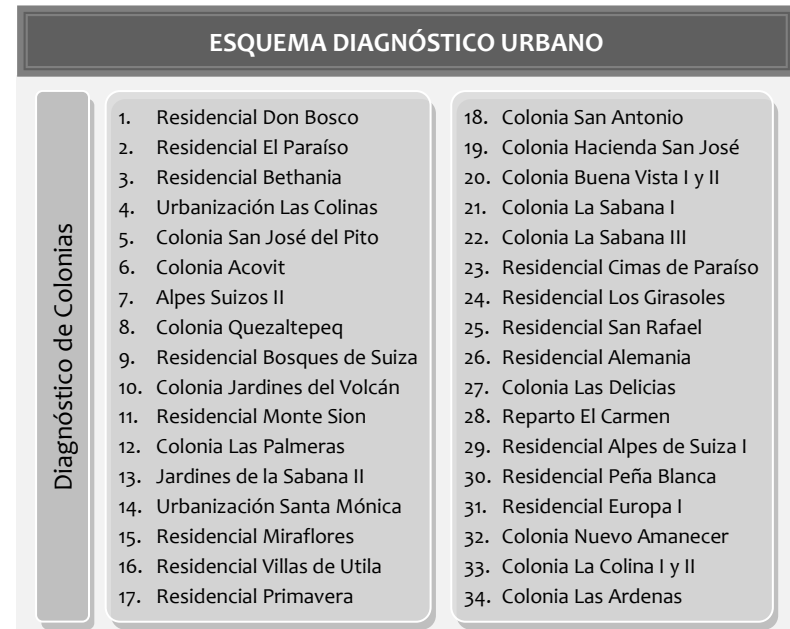 ESQUEMA DIAGNÓSTICO URBANO
Diagnóstico de Colonias
1. Residencial Don Bosco
2. Residencial El Paraíso
3. Residencial Bethania
4. Urbanización Las Colinas
5. Colonia San José del Pito
6. Colonia Acovit
7. Alpes Suizos II
8. Colonia Quezaltepeq
9. Residencial Bosques de Suiza
10. Colonia Jardines del Volcán
11. Residencial Monte Sion
12. Colonia Las Palmeras
13. Jardines de la Sabana II
14. Urbanización Santa Mónica
15. Residencial Miraflores
16. Residencial Villas de Utila
17. Residencial Primavera
18. Colonia San Antonio
19. Colonia Hacienda San José
20. Colonia Buena Vista I y II
21. Colonia La Sabana I
22. Colonia La Sabana III
23. Residencial Cimas de Paraíso
24. Residencial Los Girasoles
25. Residencial San Rafael
26. Residencial Alemania
27. Colonia Las Delicias
28. Reparto El Carmen
29. Residencial Alpes de Suiza I
30. Residencial Peña Blanca
31. Residencial Europa I
32. Colonia Nuevo Amanecer
33. Colonia La Colina I y II
34. Colonia Las Ardenas